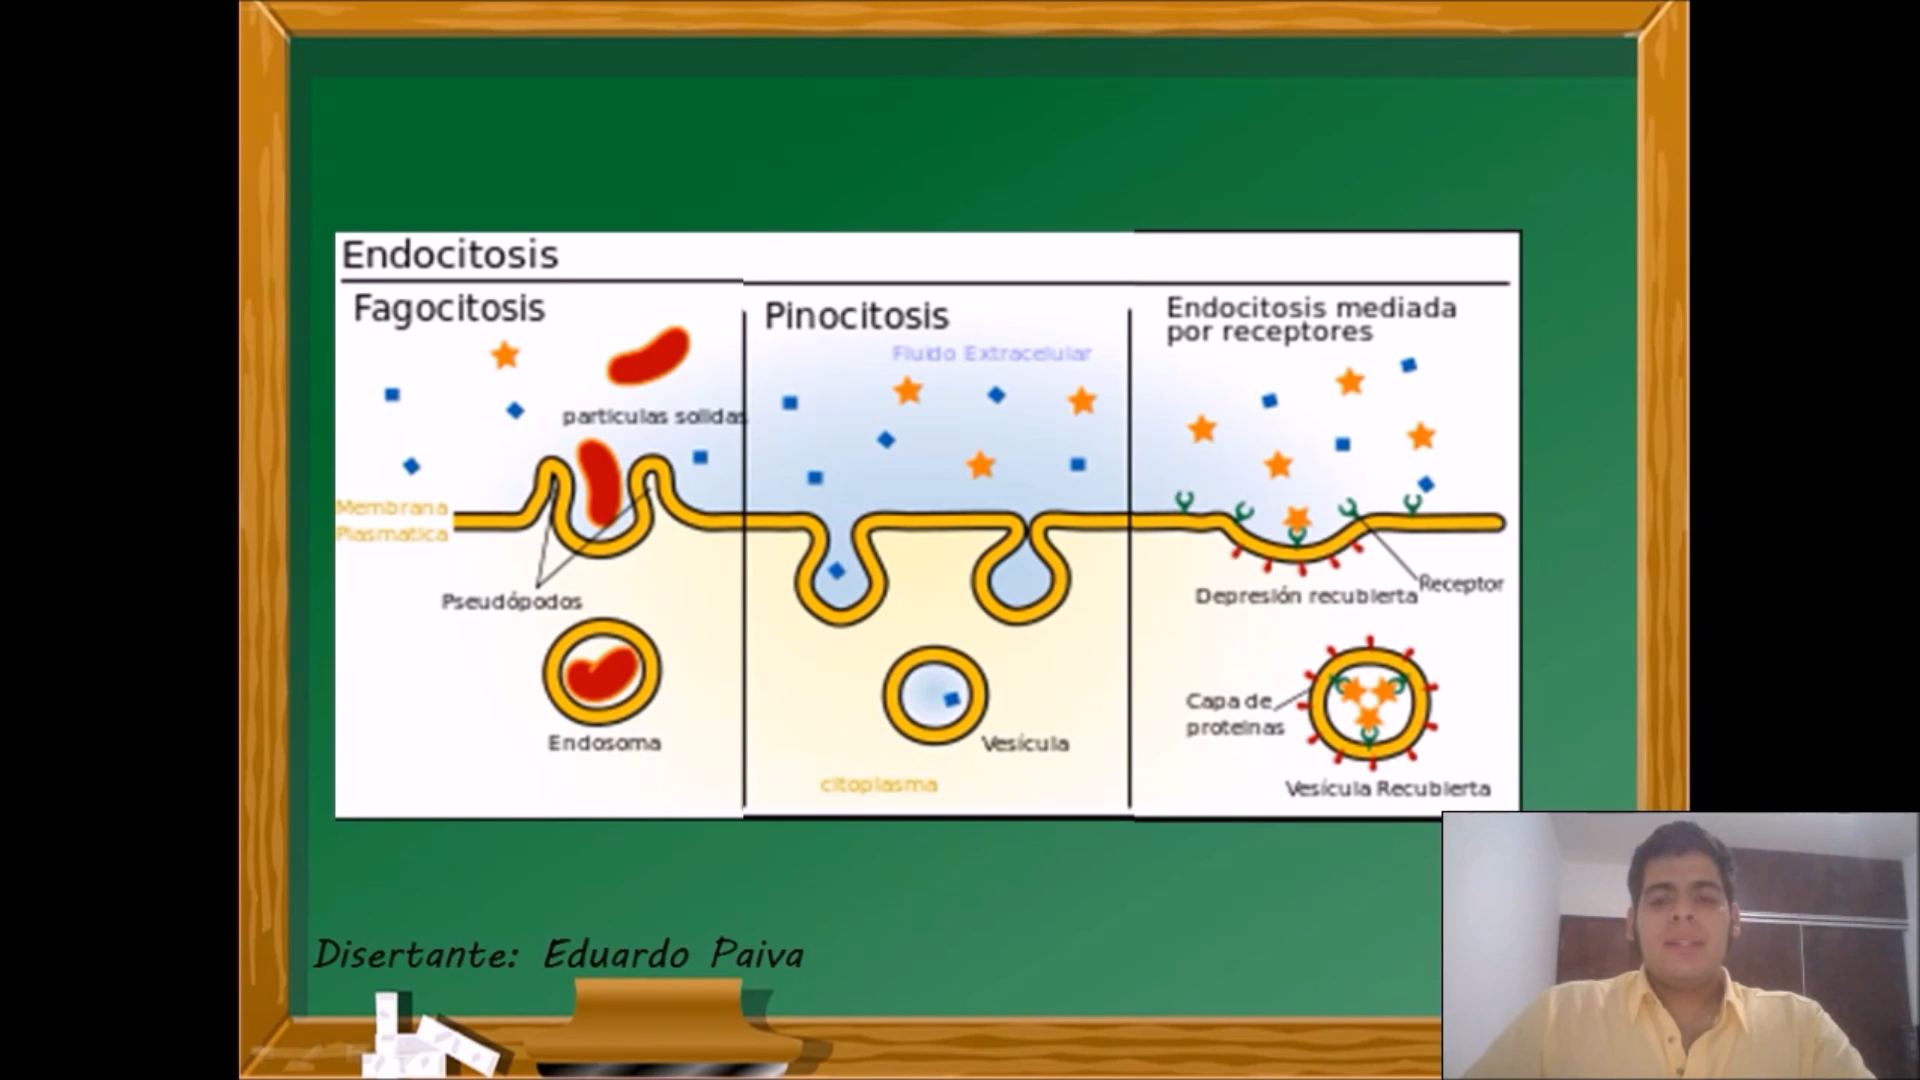 Endocitosis
Fagocitosis
Pinocitosis
Endocitosis mediada
por receptores
Fluido Extracelular
particulas solidas
Membrana
Plasmatica
Pseudópodos
Receptor
Depresión recubierta
Capa de
proteinas
Endosoma
Vesícula
citoplasma
Vesícula Recubierta
Disertante: Eduardo Paiva